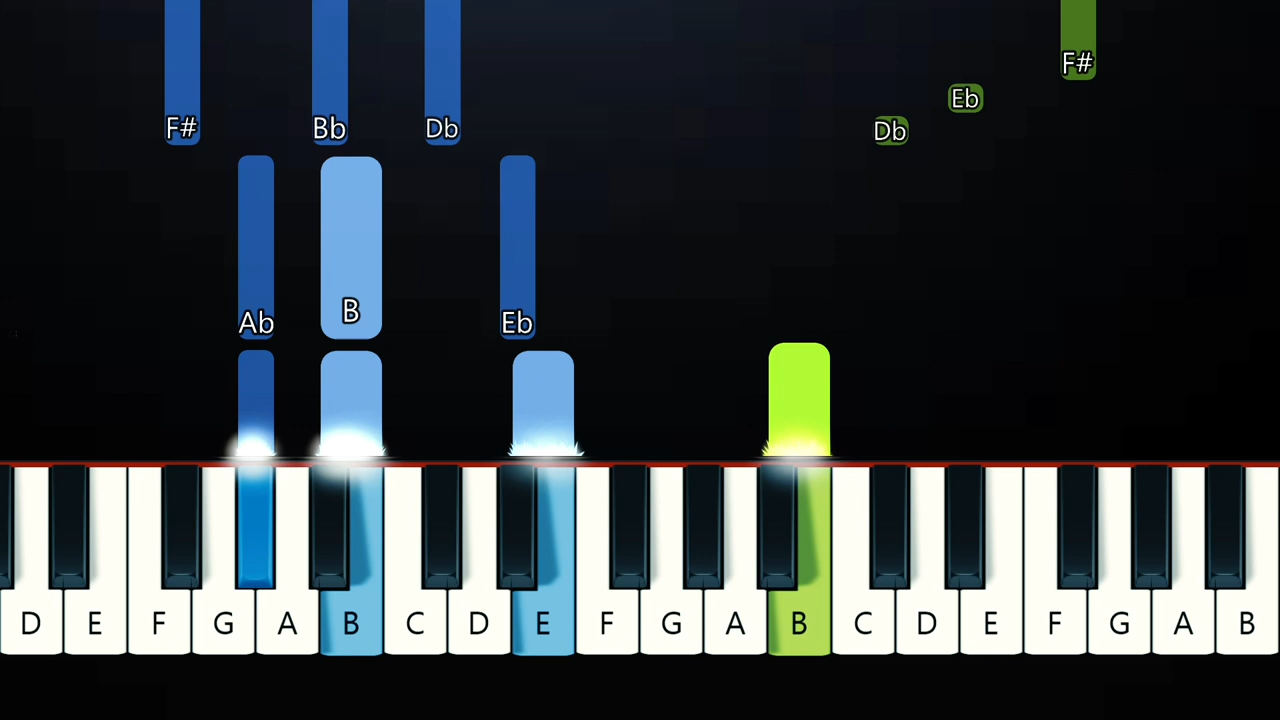 F#
Eb
F# Bb Db Db
B
Ab Eb
D E F G A B C D E F G A B C D E F G A B